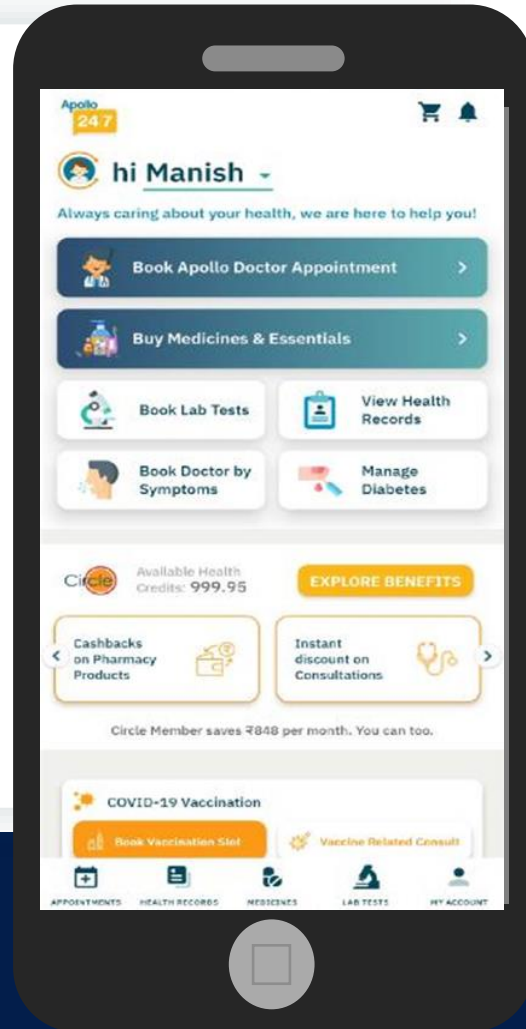 Apollo
24|7
hi Manish
Always caring about your health, we are here to help you!
Book Apollo Doctor Appointment
Buy Medicines & Essentials
Book Lab Tests
View Health
Records
Book Doctor by
Symptoms
Manage
Diabetes
Circle
Available Health
Credits: 999.95
EXPLORE BENEFITS
Cashbacks
on Pharmacy
Products
Instant
discount on
Consultations
Circle Member saves ₹848 per month. You can too.
COVID-19 Vaccination
Book Vaccination Slot
Vaccine Related Consult
APPOINTMENTS
HEALTH RECORDS
MEDICINES
LAB TESTS
MY ACCOUNT